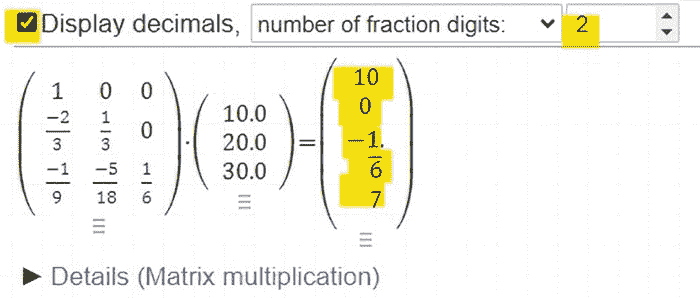 Display decimals, number of fraction digits: 2
1 0 0
-2/3 1/3 0
-1/9 -5/18 1/6
·
10.0
20.0
30.0
=
10
0
-1.
6
7
▶ Details (Matrix multiplication)